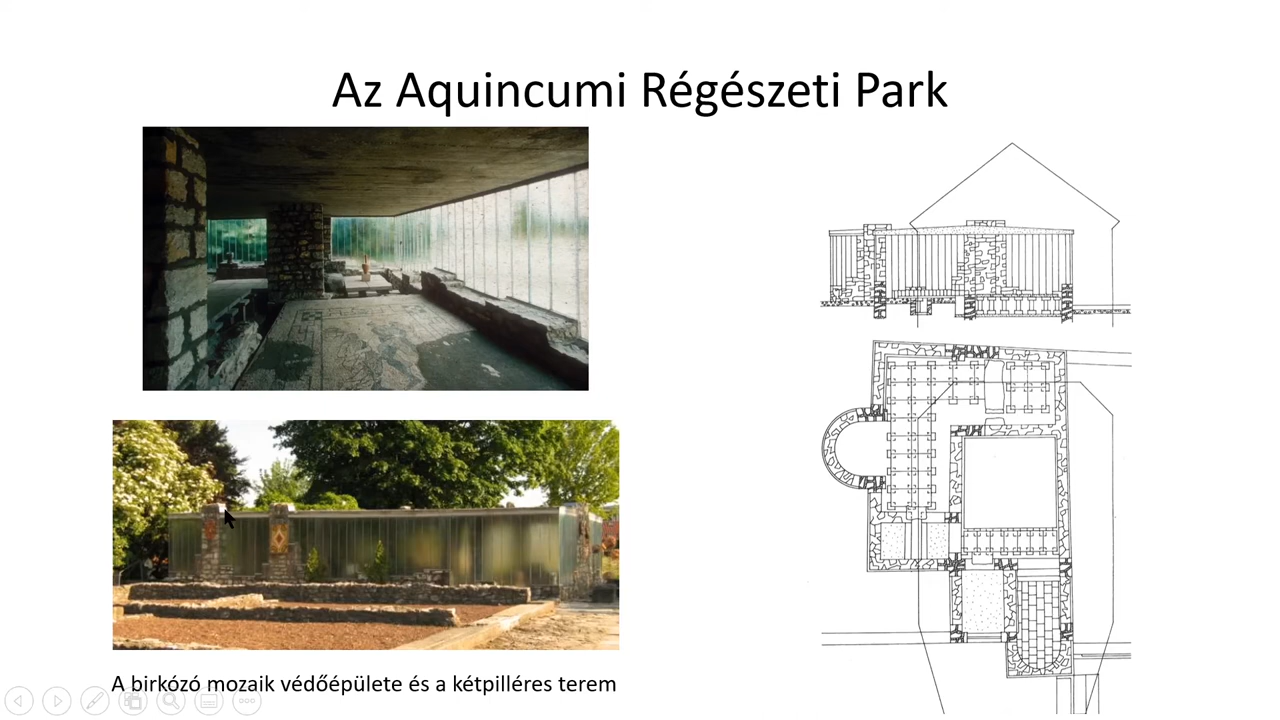 Az Aquincumi Régészeti Park
A birkózó mozaik védőépülete és a kétpilléres terem